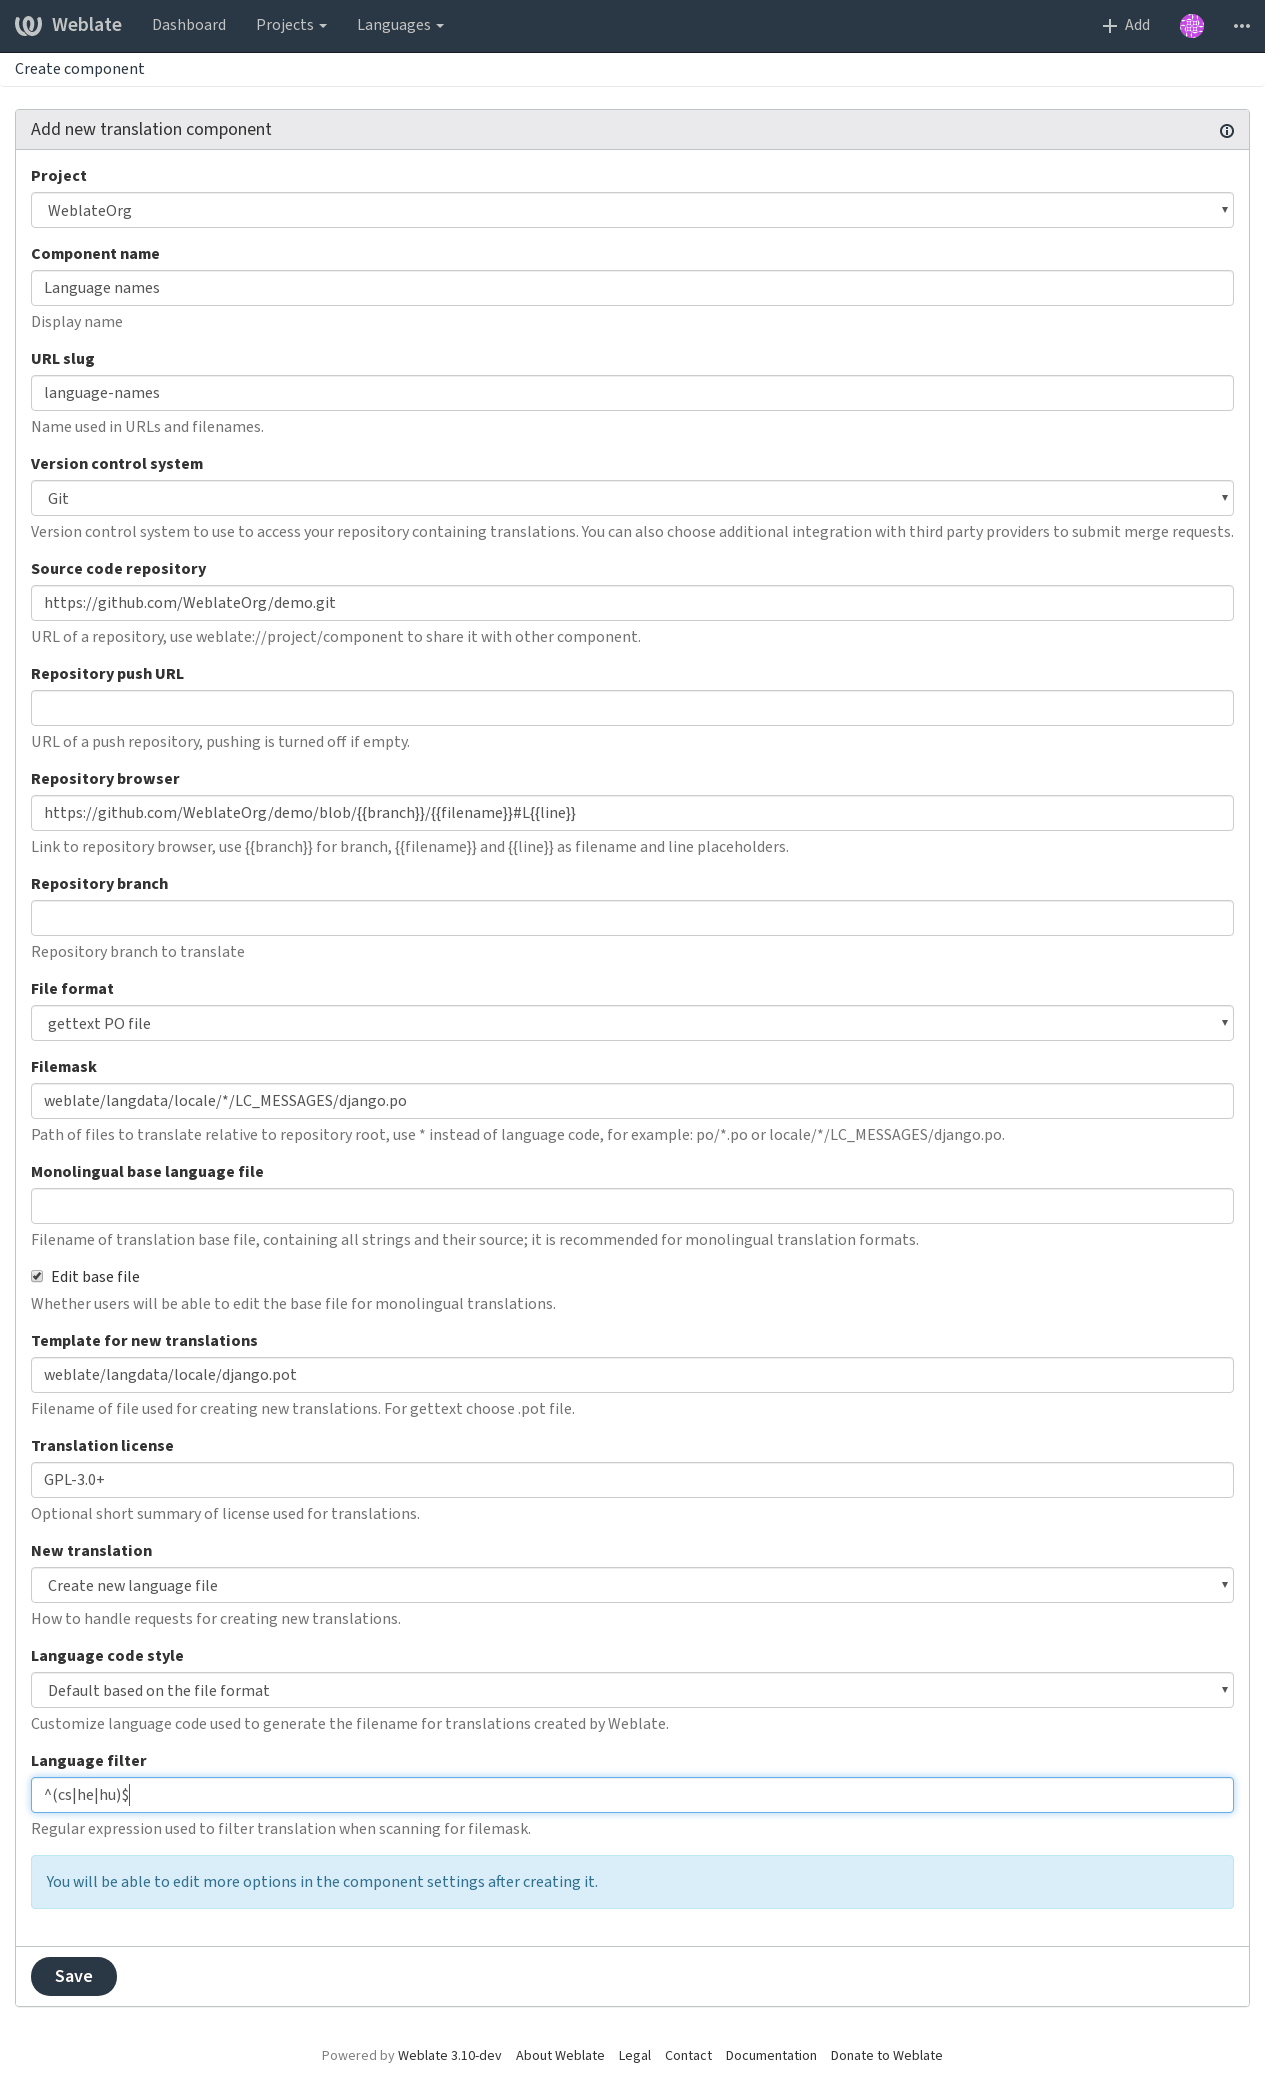 Weblate Dashboard Projects Languages Add
Create component
Add new translation component
Project
WeblateOrg
Component name
Language names
Display name
URL slug
language-names
Name used in URLs and filenames.
Version control system
Git
Version control system to use to access your repository containing translations. You can also choose additional integration with third party providers to submit merge requests.
Source code repository
https://github.com/WeblateOrg/demo.git
URL of a repository, use weblate://project/component to share it with other component.
Repository push URL
URL of a push repository, pushing is turned off if empty.
Repository browser
https://github.com/WeblateOrg/demo/blob/{{branch}}/{{filename}}#L{{line}}
Link to repository browser, use {{branch}} for branch, {{filename}} and {{line}} as filename and line placeholders.
Repository branch
Repository branch to translate
File format
gettext PO file
Filemask
weblate/langdata/locale/*/LC_MESSAGES/django.po
Path of files to translate relative to repository root, use * instead of language code, for example: po/*.po or locale/*/LC_MESSAGES/django.po.
Monolingual base language file
Filename of translation base file, containing all strings and their source; it is recommended for monolingual translation formats.
Edit base file
Whether users will be able to edit the base file for monolingual translations.
Template for new translations
weblate/langdata/locale/django.pot
Filename of file used for creating new translations. For gettext choose .pot file.
Translation license
GPL-3.0+
Optional short summary of license used for translations.
New translation
Create new language file
How to handle requests for creating new translations.
Language code style
Default based on the file format
Customize language code used to generate the filename for translations created by Weblate.
Language filter
^(cs|he|hu)$
Regular expression used to filter translation when scanning for filemask.
You will be able to edit more options in the component settings after creating it.
Save
Powered by Weblate 3.10-dev About Weblate Legal Contact Documentation Donate to Weblate